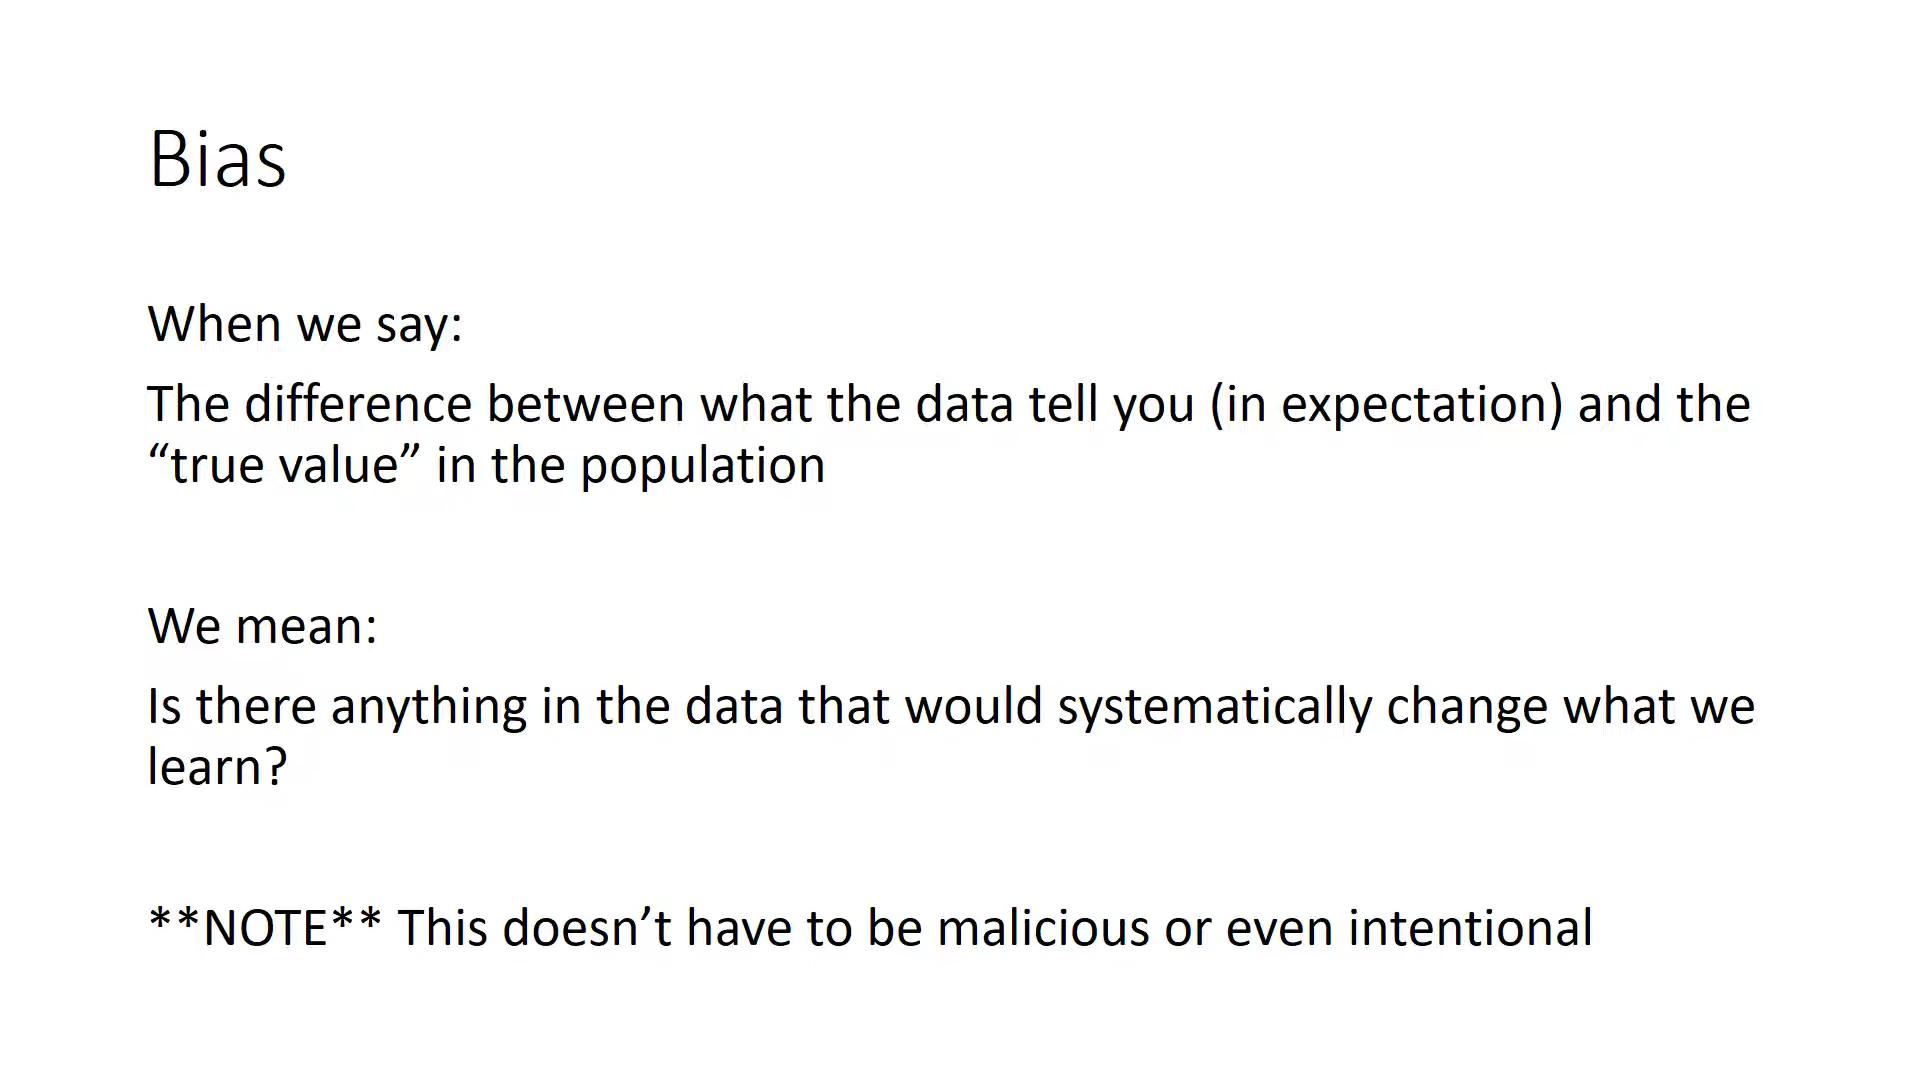 Bias
When we say:
The difference between what the data tell you (in expectation) and the
“true value” in the population
We mean:
Is there anything in the data that would systematically change what we
learn?
**NOTE** This doesn’t have to be malicious or even intentional